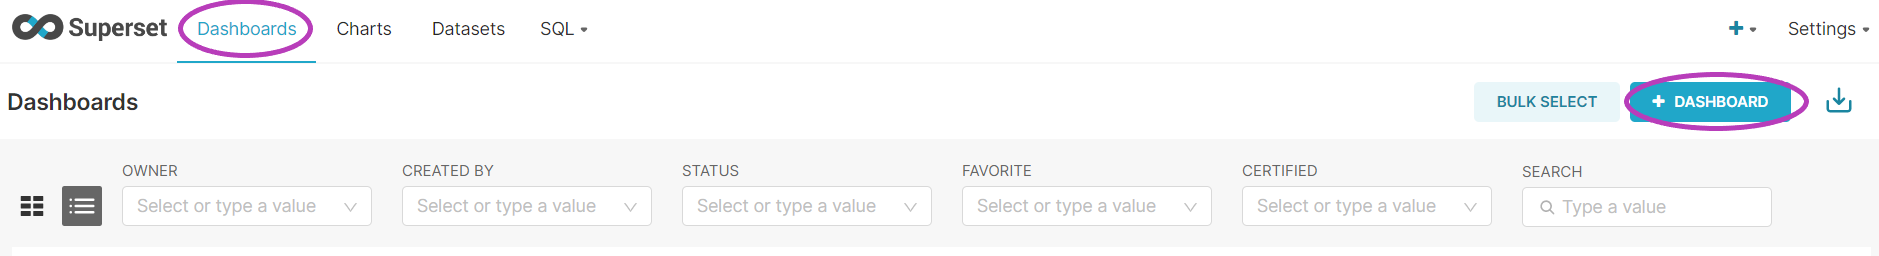 Superset Dashboards Charts Datasets SQL + Settings
Dashboards BULK SELECT + DASHBOARD
OWNER CREATED BY STATUS FAVORITE CERTIFIED SEARCH
Select or type a value Select or type a value Select or type a value Select or type a value Select or type a value Type a value